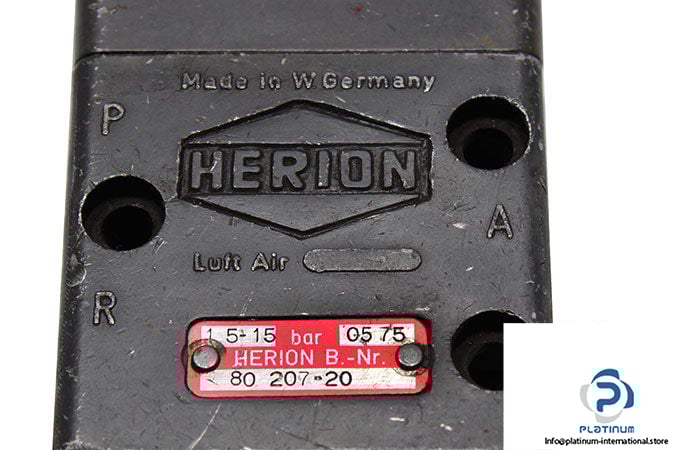 Made in W.Germany
P
HERION
A
Luft Air
R
1 5-15 bar 05 75
HERION B.-Nr.
80 207-20
PLATINUM
Info@platinum-international.store